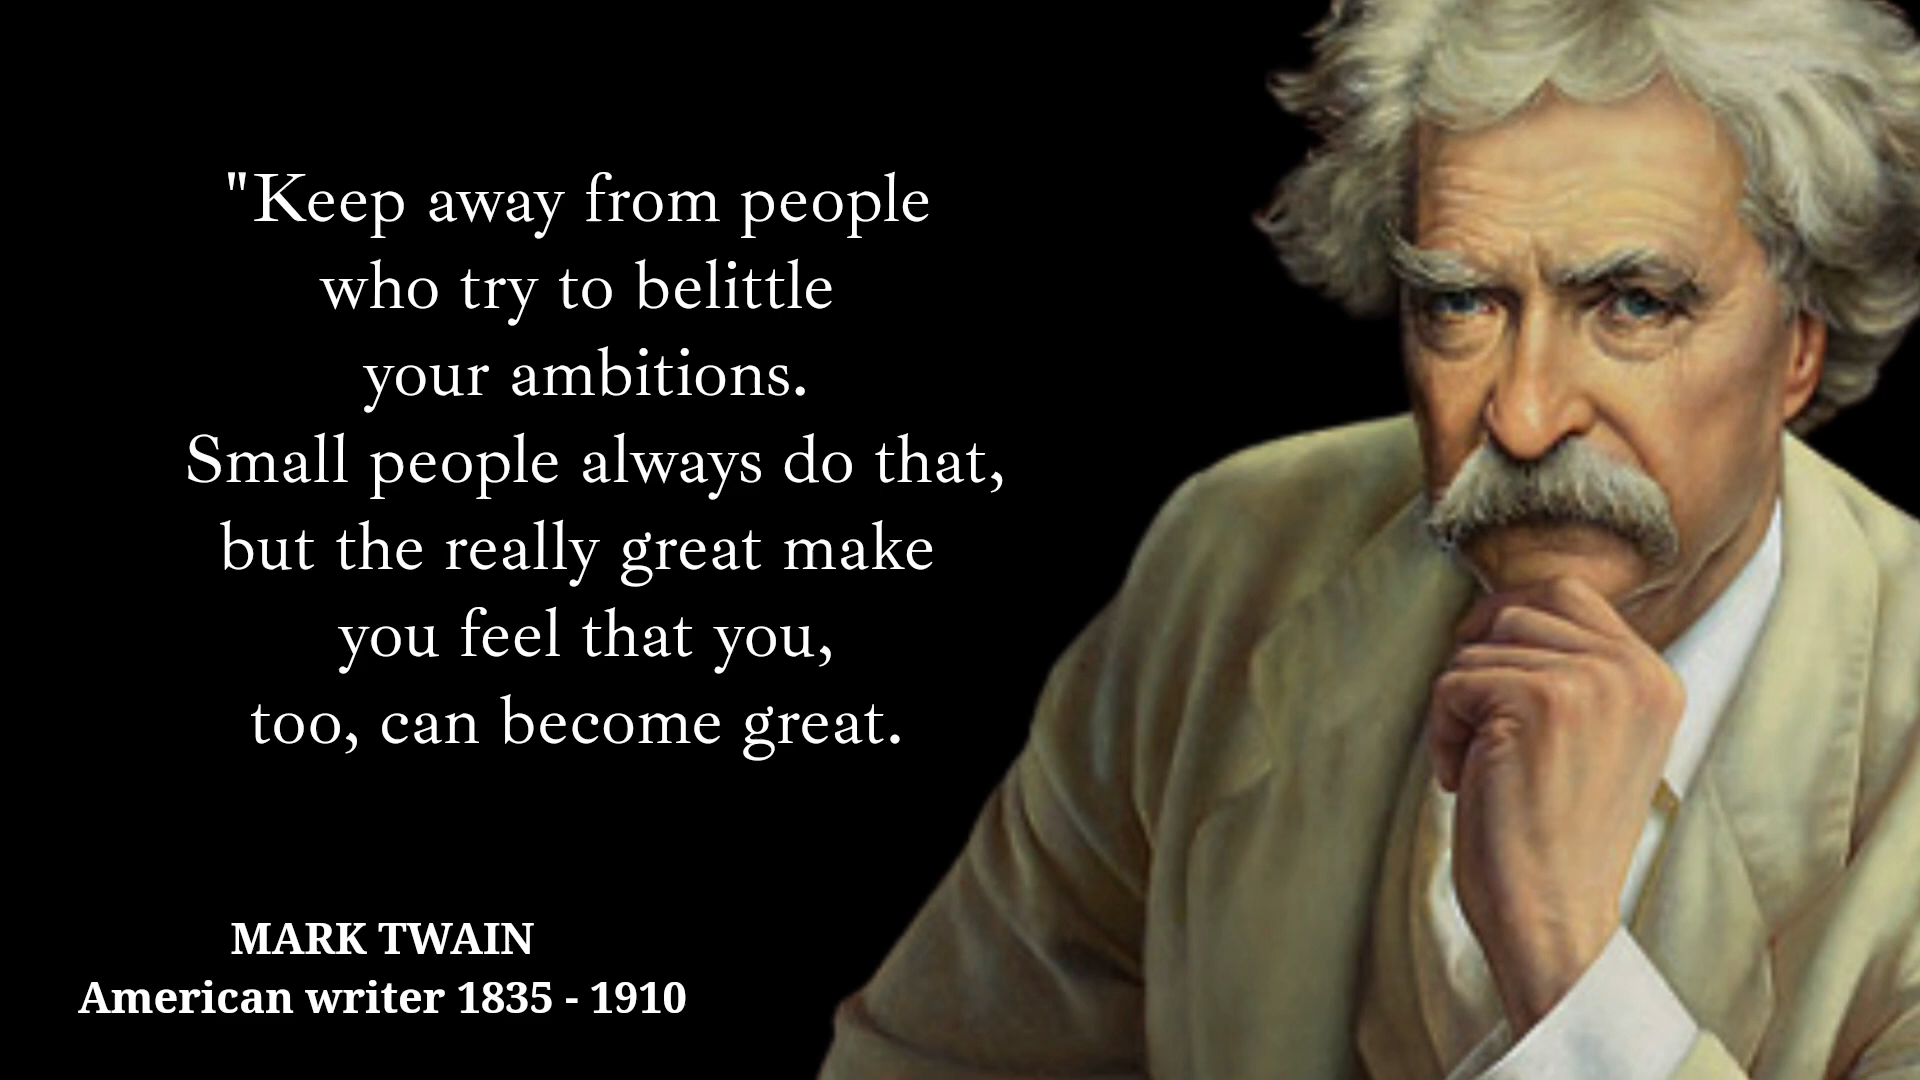 "Keep away from people
who try to belittle
your ambitions.
Small people always do that,
but the really great make
you feel that you,
too, can become great.
MARK TWAIN
American writer 1835 - 1910